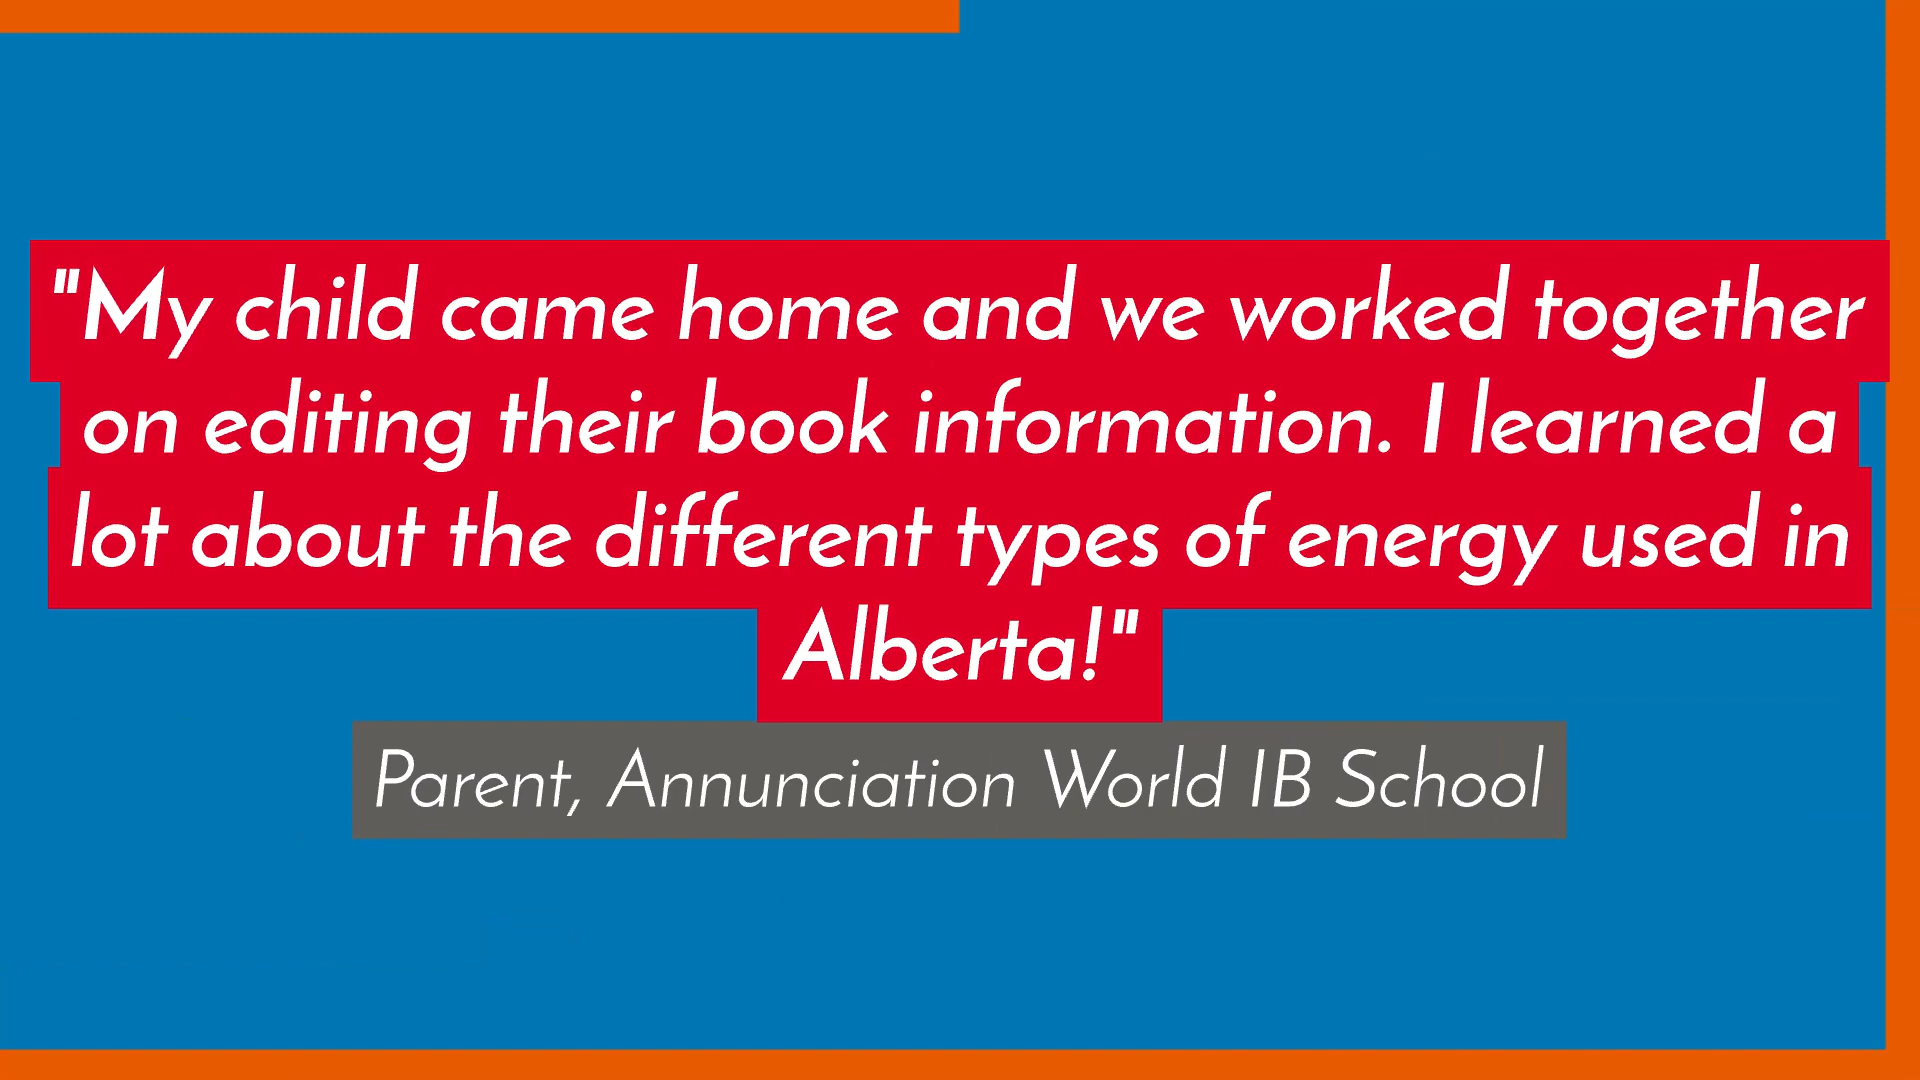 "My child came home and we worked together
on editing their book information. I learned a
lot about the different types of energy used in
Alberta!"
Parent, Annunciation World IB School